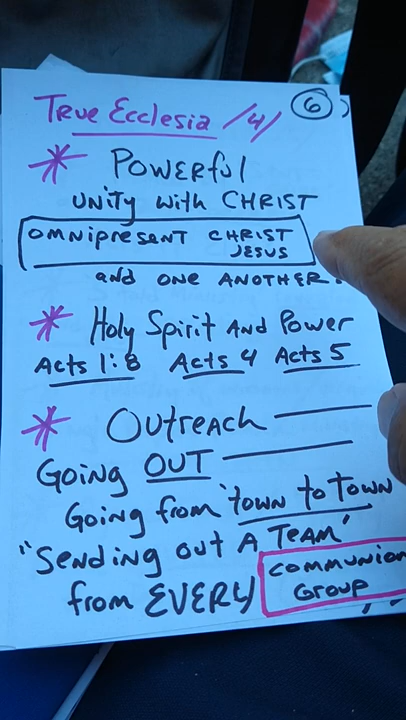 True Ecclesia /4/ 6
* Powerful
unity with CHRIST
OMNipresent CHRIST
JESUS
and ONE ANOTHER.
* Holy Spirit And Power
Acts 1:8 Acts 4 Acts 5
* Outreach
Going OUT
Going from 'town to Town'
"Sending out A TEAM'
from EVERY communion
Group